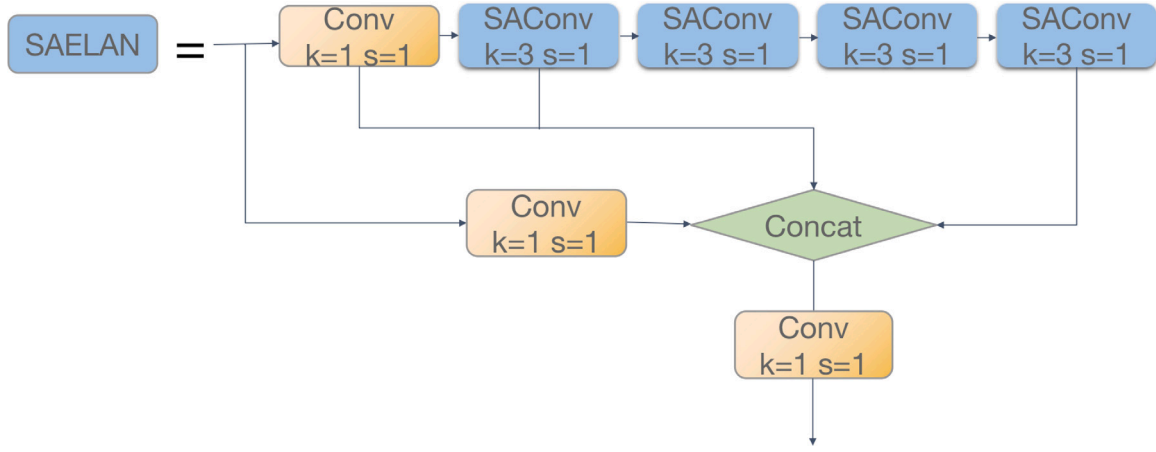 SAELAN
=
Conv
k=1 s=1
SAConv
k=3 s=1
SAConv
k=3 s=1
SAConv
k=3 s=1
SAConv
k=3 s=1
Conv
k=1 s=1
Concat
Conv
k=1 s=1